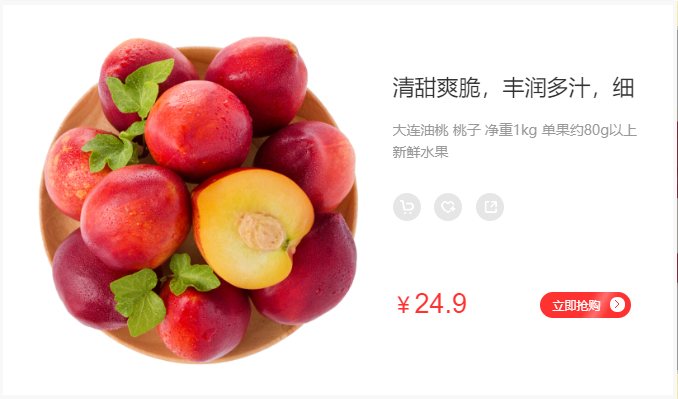 清甜爽脆，丰润多汁，细
大连油桃 桃子 净重1kg 单果约80g以上
新鲜水果
¥24.9
立即抢购